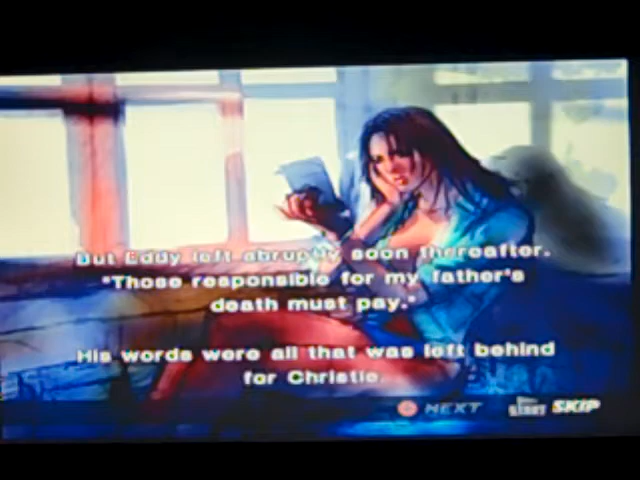 But Eddy left abruptly soon thereafter.
"Those responsible for my father's
death must pay."
His words were all that was left behind
for Christie.
NEXT START SKIP